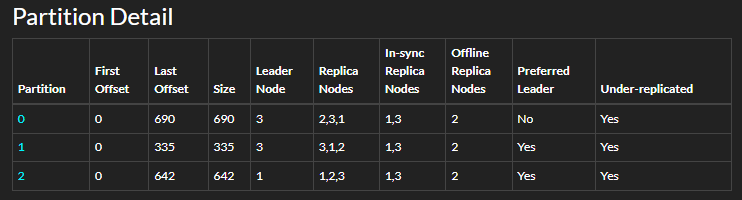 Partition Detail
Partition First Offset Last Offset Size Leader Node Replica Nodes In-sync Replica Nodes Offline Replica Nodes Preferred Leader Under-replicated
0 0 690 690 3 2,3,1 1,3 2 No Yes
1 0 335 335 3 3,1,2 1,3 2 Yes Yes
2 0 642 642 1 1,2,3 1,3 2 Yes Yes